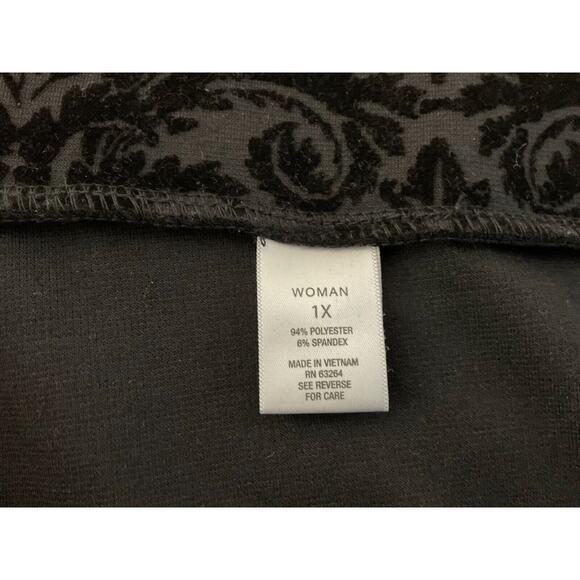 WOMAN
1X
94% POLYESTER
6% SPANDEX
MADE IN VIETNAM
RN 63264
SEE REVERSE
FOR CARE